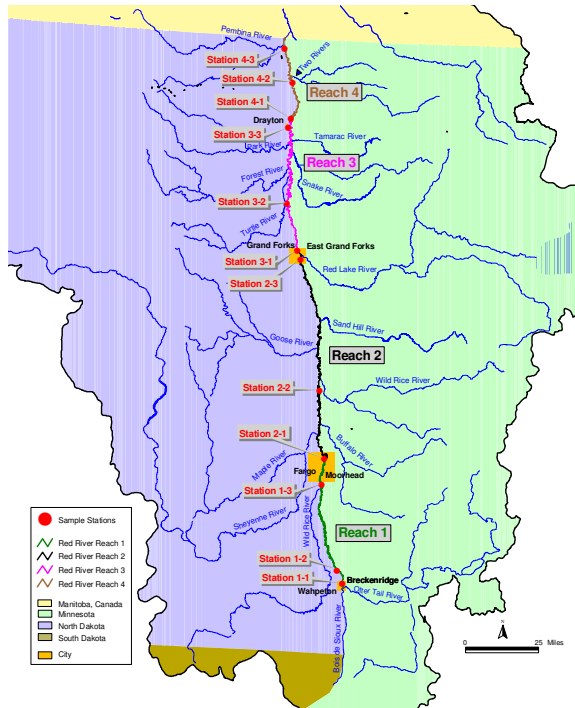 Pembina River
Station 4-3
Two Rivers
Station 4-2
Reach 4
Station 4-1
Drayton
Station 3-3
Tamarac River
Park River
Reach 3
Forest River
Snake River
Station 3-2
Turtle River
Grand Forks
East Grand Forks
Station 3-1
Red Lake River
Station 2-3
Sand Hill River
Goose River
Reach 2
Wild Rice River
Station 2-2
Station 2-1
Buffalo River
Maple River
Fargo
Moorhead
Station 1-3
Sheyenne River
Wild Rice River
Reach 1
Station 1-2
Station 1-1
Breckenridge
Wahpeton
Otter Tail River
Bois de Sioux River
Sample Stations
Red River Reach 1
Red River Reach 2
Red River Reach 3
Red River Reach 4
Manitoba, Canada
Minnesota
North Dakota
South Dakota
City
N
0 25 Miles